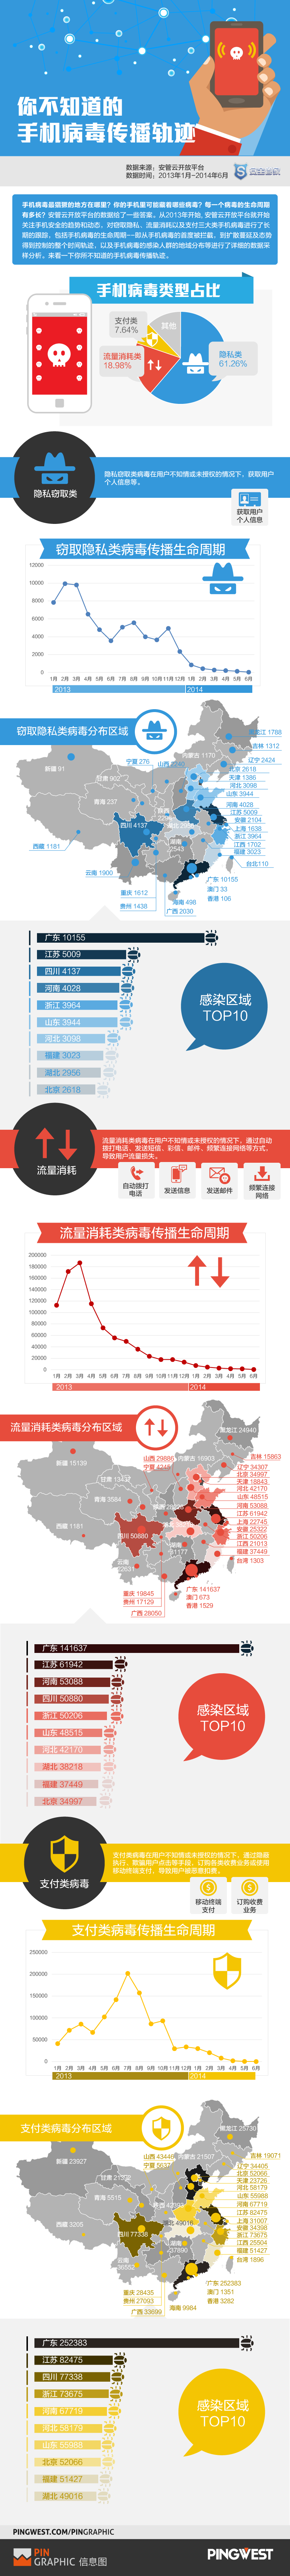 你不知道的
手机病毒传播轨迹
数据来源：安管云开放平台
数据时间：2013年1月~2014年6月
手机病毒最猖獗的地方在哪里？你的手机里可能藏有哪些病毒？每一个病毒的生命周期
有多长？安管云开放平台的数据给了一些答案。从2013年开始，安管云开放平台就开始
关注手机安全的趋势和动态，对窃取隐私、流量消耗以及支付三大类手机病毒进行了长
期的跟踪，包括手机病毒的生命周期——即从手机病毒的首度被拦截，到扩散蔓延及态势
得到控制的整个时间轨迹，以及手机病毒的感染人群的地域分布等进行了详细的数据采
样分析。来看一下你所不知道的手机病毒传播轨迹。
手机病毒类型占比
支付类
7.64%
其他
流量消耗类
18.98%
隐私类
61.26%
隐私窃取类
隐私窃取类病毒在用户不知情或未授权的情况下，获取用户
个人信息等。
获取用户
个人信息
窃取隐私类病毒传播生命周期
12000
10000
8000
6000
4000
2000
0
1月 2月 3月 4月 5月 6月 7月 8月 9月 10月 11月 12月 1月 2月 3月 4月 5月 6月
2013 2014
窃取隐私类病毒分布区域
黑龙江 1788
吉林 1312
内蒙古 1170
辽宁 2424
北京 2618
天津 1386
河北 3098
山东 3944
宁夏 276
山西
新疆 91
甘肃 902
青海 237
陕西
河南 4028
江苏 5009
安徽 2104
上海 1638
浙江 3964
江西 1702
福建 3023
四川 4137
湖北 2956
湖南
西藏 1181
台北110
云南 1900
重庆 1612
贵州 1438
海南 498
广西 2030
广东 10155
澳门 33
香港 106
广东 10155
江苏 5009
四川 4137
河南 4028
浙江 3964
山东 3944
河北 3098
福建 3023
湖北 2956
北京 2618
感染区域
TOP10
流量消耗
流量消耗类病毒在用户不知情或未授权的情况下，通过自动
拨打电话、发送短信、彩信、邮件、频繁连接网络等方式，
导致用户流量损失。
自动拨打
电话
发送信息
发送邮件
频繁连接
网络
流量消耗类病毒传播生命周期
200000
180000
160000
140000
120000
100000
80000
60000
40000
20000
0
1月 2月 3月 4月 5月 6月 7月 8月 9月 10月 11月 12月 1月 2月 3月 4月 5月 6月
2013 2014
流量消耗类病毒分布区域
黑龙江 24940
吉林 15863
山西 29886
宁夏 4219
内蒙古 16903
辽宁 34307
北京 34997
天津 18843
河北 42170
山东 48515
新疆 15139
甘肃 13437
青海 3584
河南 53088
江苏 61942
上海 22745
安徽 25322
浙江 50206
江西 21013
福建 37449
西藏 1181
四川 50880
云南
台湾 1303
重庆 19845
贵州 17129
广西 28050
广东 141637
澳门 673
香港 1529
广东 141637
江苏 61942
河南 53088
四川 50880
浙江 50206
山东 48515
河北 42170
湖北 38218
福建 37449
北京 34997
感染区域
TOP10
支付类病毒
支付类病毒在用户不知情或未授权的情况下，通过隐蔽
执行、欺骗用户点击等手段，订购各类收费业务或使用
移动终端支付，导致用户话费损耗等。
移动终端
支付
订购收费
业务
支付类病毒传播生命周期
250000
200000
150000
100000
50000
0
1月 2月 3月 4月 5月 6月 7月 8月 9月 10月 11月 12月 1月 2月 3月 4月 5月 6月
2013 2014
支付类病毒分布区域
黑龙江 25730
吉林 19071
山西 43446
宁夏
内蒙古 21507
辽宁 34405
北京 52066
天津 23726
河北 58179
山东 55988
新疆 23927
甘肃
青海 5515
陕西
河南 67719
江苏 82475
上海 31007
安徽 34398
浙江 73675
江西 25504
福建 51427
西藏 3205
四川 77338
湖北 49016
湖南
云南
台湾 1896
重庆 28435
贵州 27093
广西 33699
海南 9984
广东 252383
澳门 1351
香港 3282
广东 252383
江苏 82475
四川 77338
浙江 73675
河南 67719
河北 58179
山东 55988
北京 52066
福建 51427
湖北 49016
感染区域
TOP10
PINGWEST.COM/PINGRAPHIC
PIN
GRAPHIC 信息图
PINGWEST